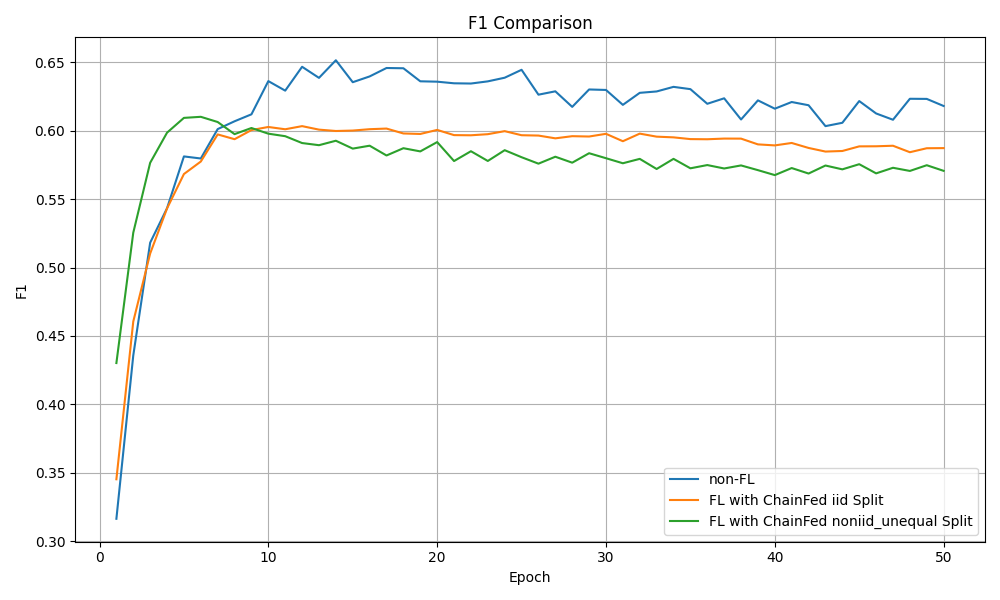 F1 Comparison
0.65
0.60
0.55
0.50
0.45
0.40
0.35
0.30
F1
0 10 20 30 40 50
Epoch
non-FL
FL with ChainFed iid Split
FL with ChainFed noniid_unequal Split